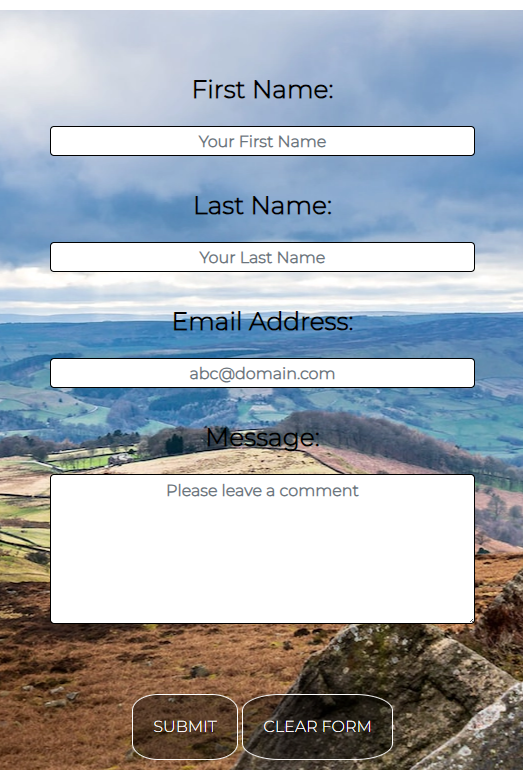 First Name:
Your First Name
Last Name:
Your Last Name
Email Address:
abc@domain.com
Message:
Please leave a comment
SUBMIT CLEAR FORM